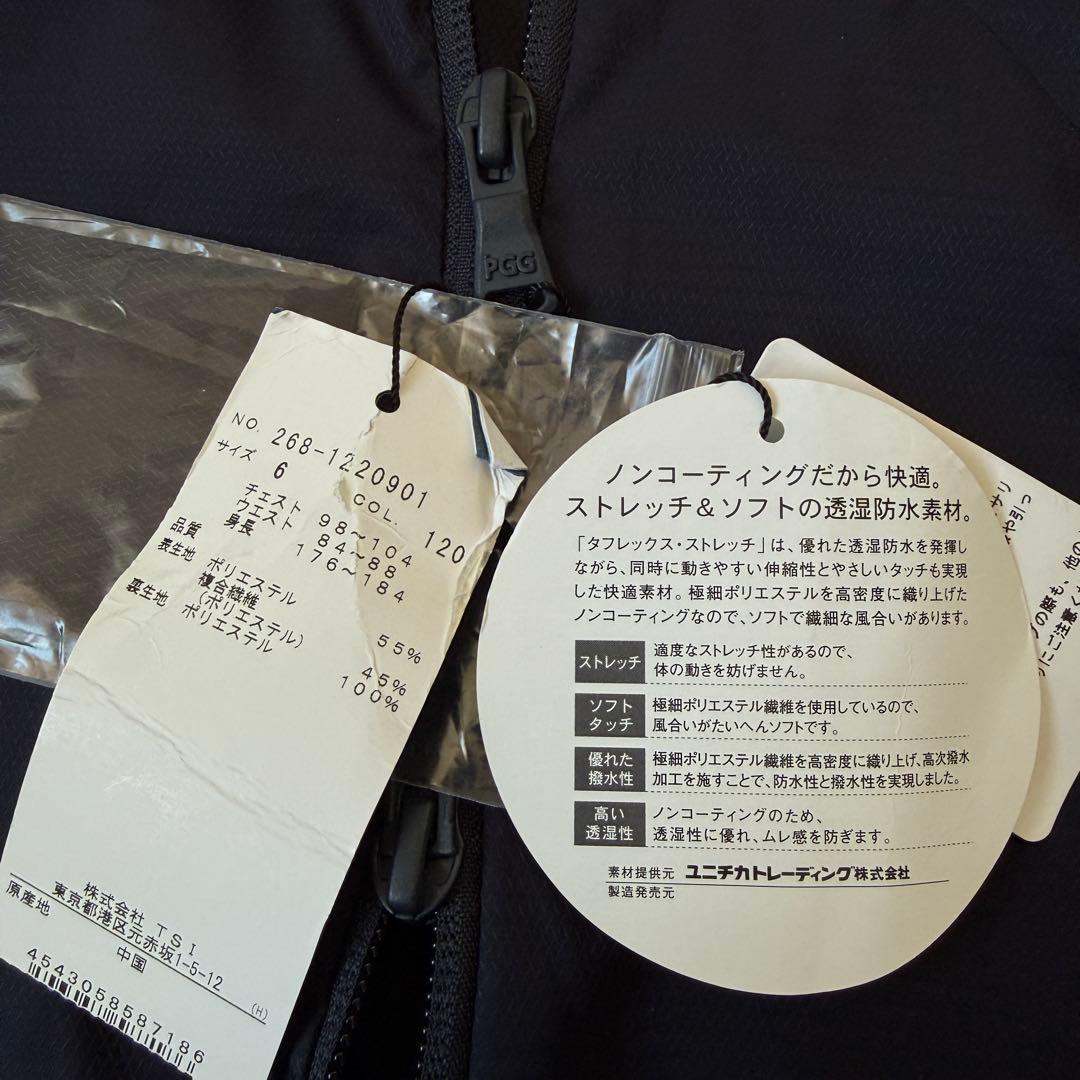 PGG
NO. 268-1220901
サイズ 6 COL. 120
チェスト 98～104
ウエスト 84～88
身長 176～184
品質
表生地 ポリエステル 55%
複合繊維
(ポリエステル) 45%
裏生地 ポリエステル 100%
株式会社 TSI
東京都港区元赤坂1-5-12
原産地 中国 (H)
4543058587186
ノンコーティングだから快適。
ストレッチ&ソフトの透湿防水素材。
「タフレックス・ストレッチ」は、優れた透湿防水を発揮し
ながら、同時に動きやすい伸縮性とやさしいタッチも実現
した快適素材。極細ポリエステルを高密度に織り上げた
ノンコーティングなので、ソフトで繊細な風合いがあります。
ストレッチ
適度なストレッチ性があるので、
体の動きを妨げません。
ソフト
タッチ
極細ポリエステル繊維を使用しているので、
風合いがたいへんソフトです。
優れた
撥水性
極細ポリエステル繊維を高密度に織り上げ、高次撥水
加工を施すことで、防水性と撥水性を実現しました。
高い
透湿性
ノンコーティングのため、
透湿性に優れ、ムレ感を防ぎます。
素材提供元 ユニチカトレーディング株式会社
製造発売元